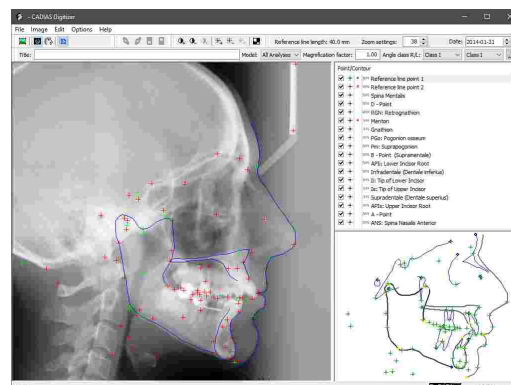 - CADIAS Digitizer
File Image Edit Options Help
Reference line length: 40.0 mm Zoom settings: 38 Date: 2014-01-31
Title: Model: All Analyses Magnification factor: 1.00 Angle class R/L: Class I Class I
Point/Contour
Reference line point 1
Reference line point 2
Spina Mentalis
D - Point
RGN: Retrognathion
Menton
Gnathion
PGo: Pogonion osseum
Pm: Suprapogonion
B - Point (Supramentale)
APIi: Lower Incisor Root
Infradentale (Dentale inferius)
Ii: Tip of Lower Incisor
Is: Tip of Upper Incisor
Supradentale (Dentale superius)
APIs: Upper Incisor Root
A - Point
ANS: Spina Nasalis Anterior